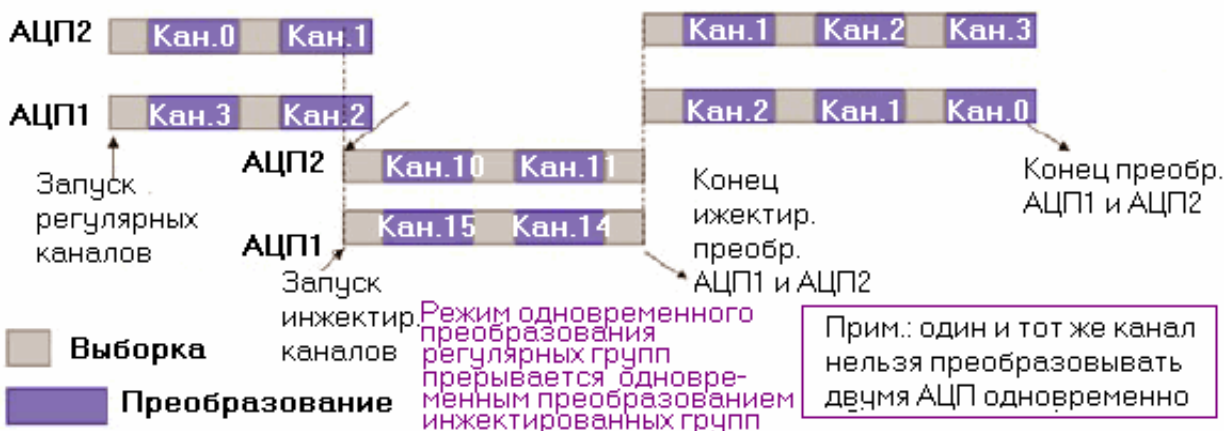 АЦП2 Кан.0 Кан.1 Кан.1 Кан.2 Кан.3
АЦП1 Кан.3 Кан.2 Кан.2 Кан.1 Кан.0
Запуск
регулярных
каналов
АЦП2 Кан.10 Кан.11
АЦП1 Кан.15 Кан.14
Запуск
инжектир.
каналов
Конец
ижектир.
преобр.
АЦП1 и АЦП2
Конец преобр.
АЦП1 и АЦП2
Выборка
Преобразование
Режим одновременного
преобразования
регулярных групп
прерывается одновре-
менным преобразованием
инжектированных групп
Прим.: один и тот же канал
нельзя преобразовывать
двумя АЦП одновременно